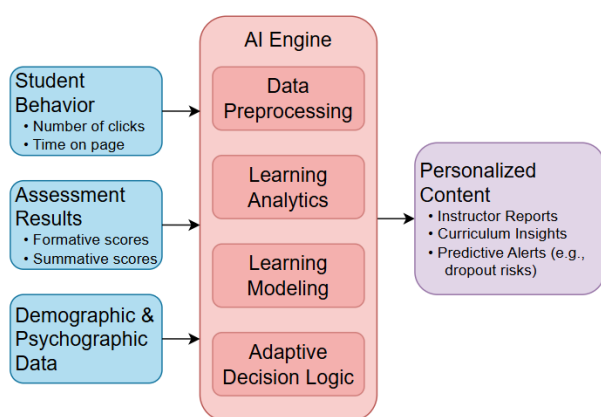 Student
Behavior
• Number of clicks
• Time on page
Assessment
Results
• Formative scores
• Summative scores
Demographic &
Psychographic
Data
AI Engine
Data
Preprocessing
Learning
Analytics
Learning
Modeling
Adaptive
Decision Logic
Personalized
Content
• Instructor Reports
• Curriculum Insights
• Predictive Alerts (e.g.,
dropout risks)